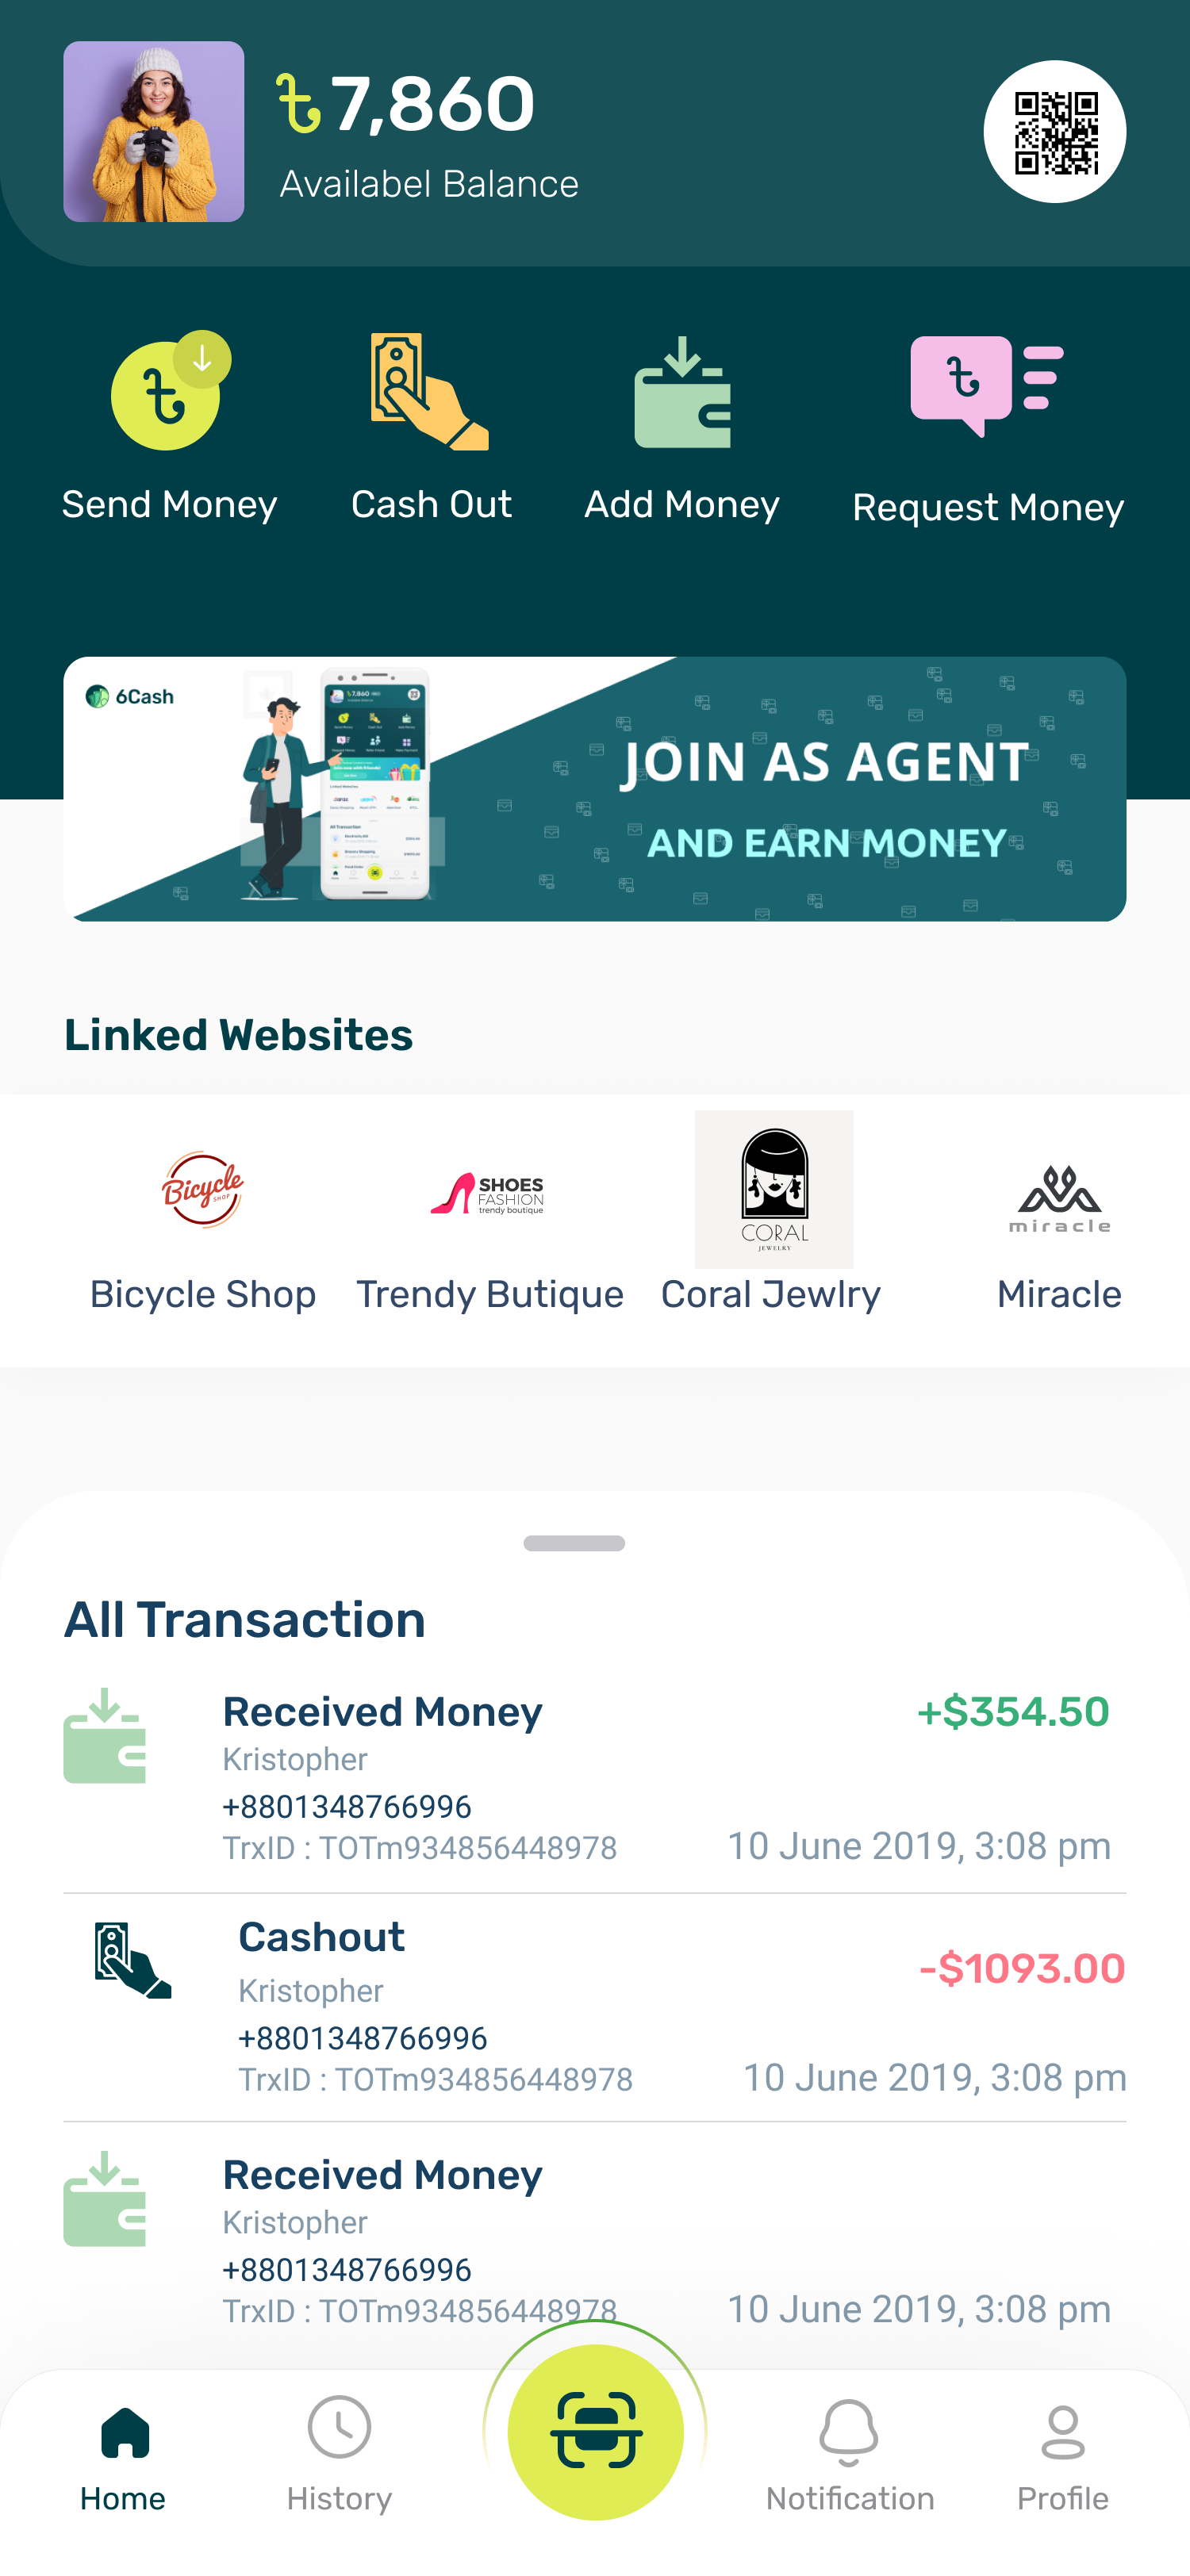 ৳7,860
Availabel Balance
Send Money
Cash Out
Add Money
৳
Request Money
6Cash
JOIN AS AGENT
AND EARN MONEY
Linked Websites
Bicycle
SHOP
SHOES
FASHION
trendy boutique
CORAL
JEWELRY
miracle
Bicycle Shop
Trendy Butique
Coral Jewlry
Miracle
All Transaction
Received Money
+$354.50
Kristopher
+8801348766996
TrxID : TOTm934856448978
10 June 2019, 3:08 pm
Cashout
-$1093.00
Kristopher
+8801348766996
TrxID : TOTm934856448978
10 June 2019, 3:08 pm
Received Money
Kristopher
+8801348766996
TrxID : TOTm934856448978
10 June 2019, 3:08 pm
Home
History
Notification
Profile